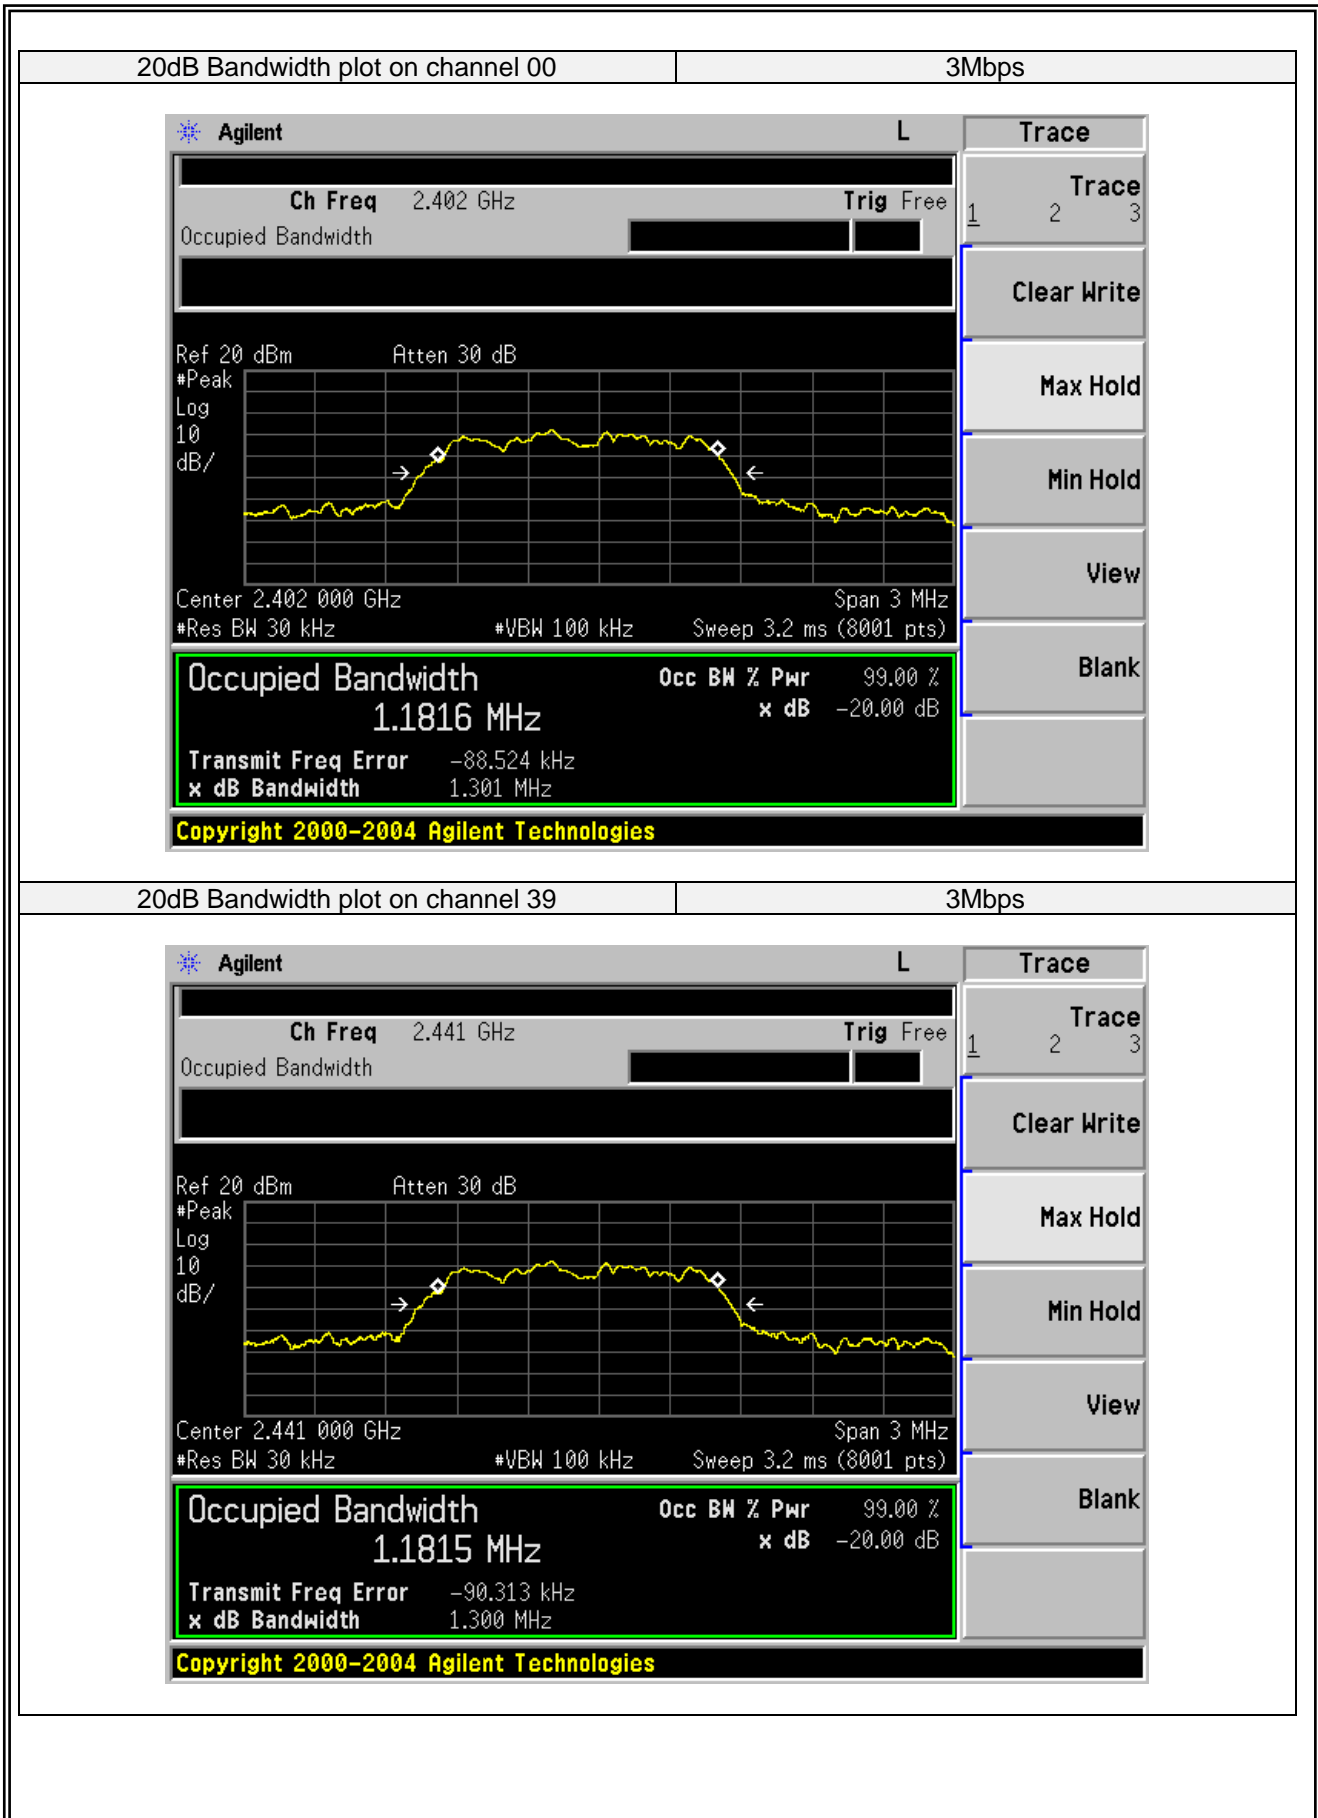 20dB Bandwidth plot on channel 00 3Mbps
Agilent L Trace
Ch Freq 2.402 GHz Trig Free
Trace
1 2 3
Occupied Bandwidth
Clear Write
Ref 20 dBm Atten 30 dB
#Peak
Log
10
dB/
Max Hold
Min Hold
View
Center 2.402 000 GHz Span 3 MHz
#Res BW 30 kHz #VBW 100 kHz Sweep 3.2 ms (8001 pts)
Blank
Occupied Bandwidth Occ BW % Pwr 99.00 %
1.1816 MHz x dB -20.00 dB
Transmit Freq Error -88.524 kHz
x dB Bandwidth 1.301 MHz
Copyright 2000-2004 Agilent Technologies
20dB Bandwidth plot on channel 39 3Mbps
Agilent L Trace
Ch Freq 2.441 GHz Trig Free
Trace
1 2 3
Occupied Bandwidth
Clear Write
Ref 20 dBm Atten 30 dB
#Peak
Log
10
dB/
Max Hold
Min Hold
View
Center 2.441 000 GHz Span 3 MHz
#Res BW 30 kHz #VBW 100 kHz Sweep 3.2 ms (8001 pts)
Blank
Occupied Bandwidth Occ BW % Pwr 99.00 %
1.1815 MHz x dB -20.00 dB
Transmit Freq Error -90.313 kHz
x dB Bandwidth 1.300 MHz
Copyright 2000-2004 Agilent Technologies